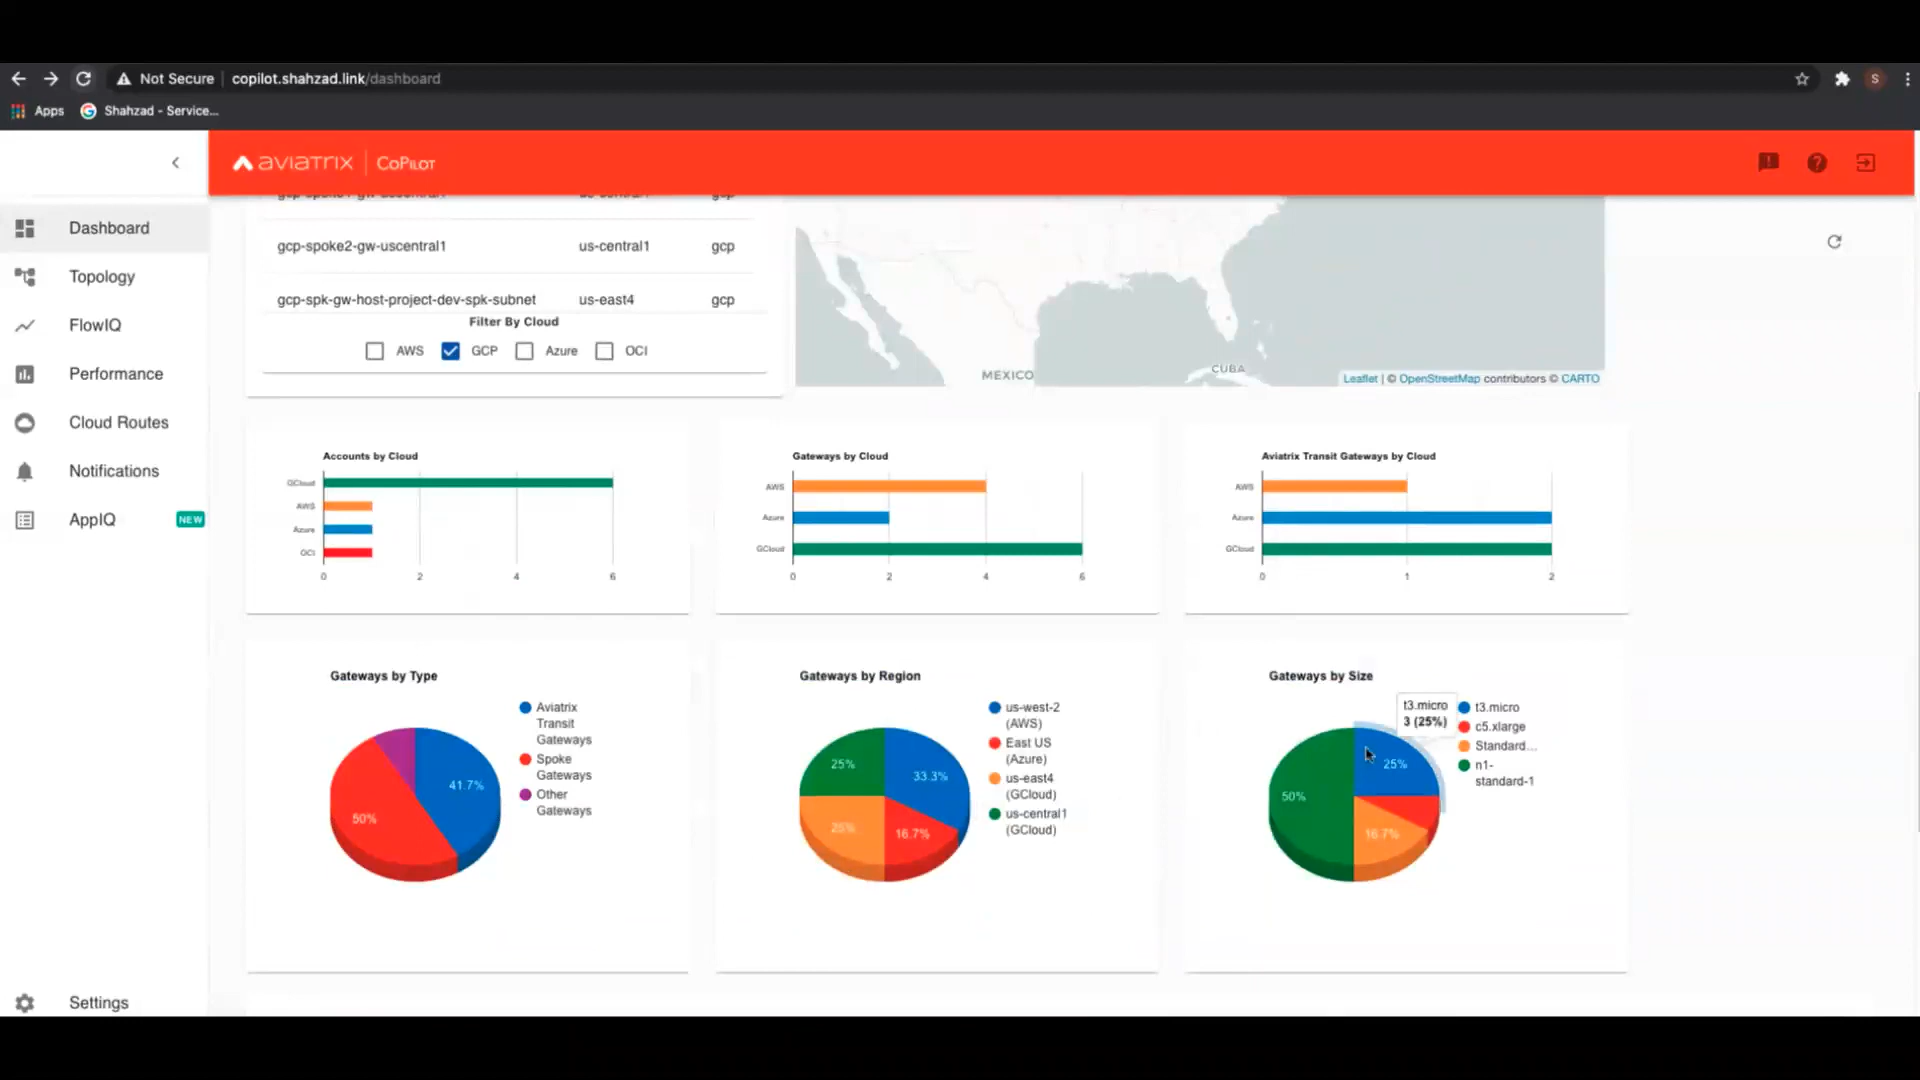 Not Secure copilot.shahzad.link/dashboard S
Apps Shahzad - Service...
AVIATRIX COPILOT
Dashboard
Topology
FlowIQ
Performance
Cloud Routes
Notifications
AppIQ NEW
Settings
gcp-spoke1-gw-uscentral1 us-central1 gcp
gcp-spoke2-gw-uscentral1 us-central1 gcp
gcp-spk-gw-host-project-dev-spk-subnet us-east4 gcp
Filter By Cloud
AWS GCP Azure OCI
MEXICO
CUBA
Leaflet | © OpenStreetMap contributors © CARTO
Accounts by Cloud
GCloud
AWS
Azure
OCI
0 2 4 6
Gateways by Cloud
AWS
Azure
GCloud
0 2 4 6
Aviatrix Transit Gateways by Cloud
AWS
Azure
GCloud
0 1 2
Gateways by Type
41.7%
50%
Aviatrix
Transit
Gateways
Spoke
Gateways
Other
Gateways
Gateways by Region
25%
33.3%
25%
16.7%
us-west-2
(AWS)
East US
(Azure)
us-east4
(GCloud)
us-central1
(GCloud)
Gateways by Size
t3.micro
3 (25%)
25%
50%
16.7%
t3.micro
c5.xlarge
Standard...
n1-
standard-1